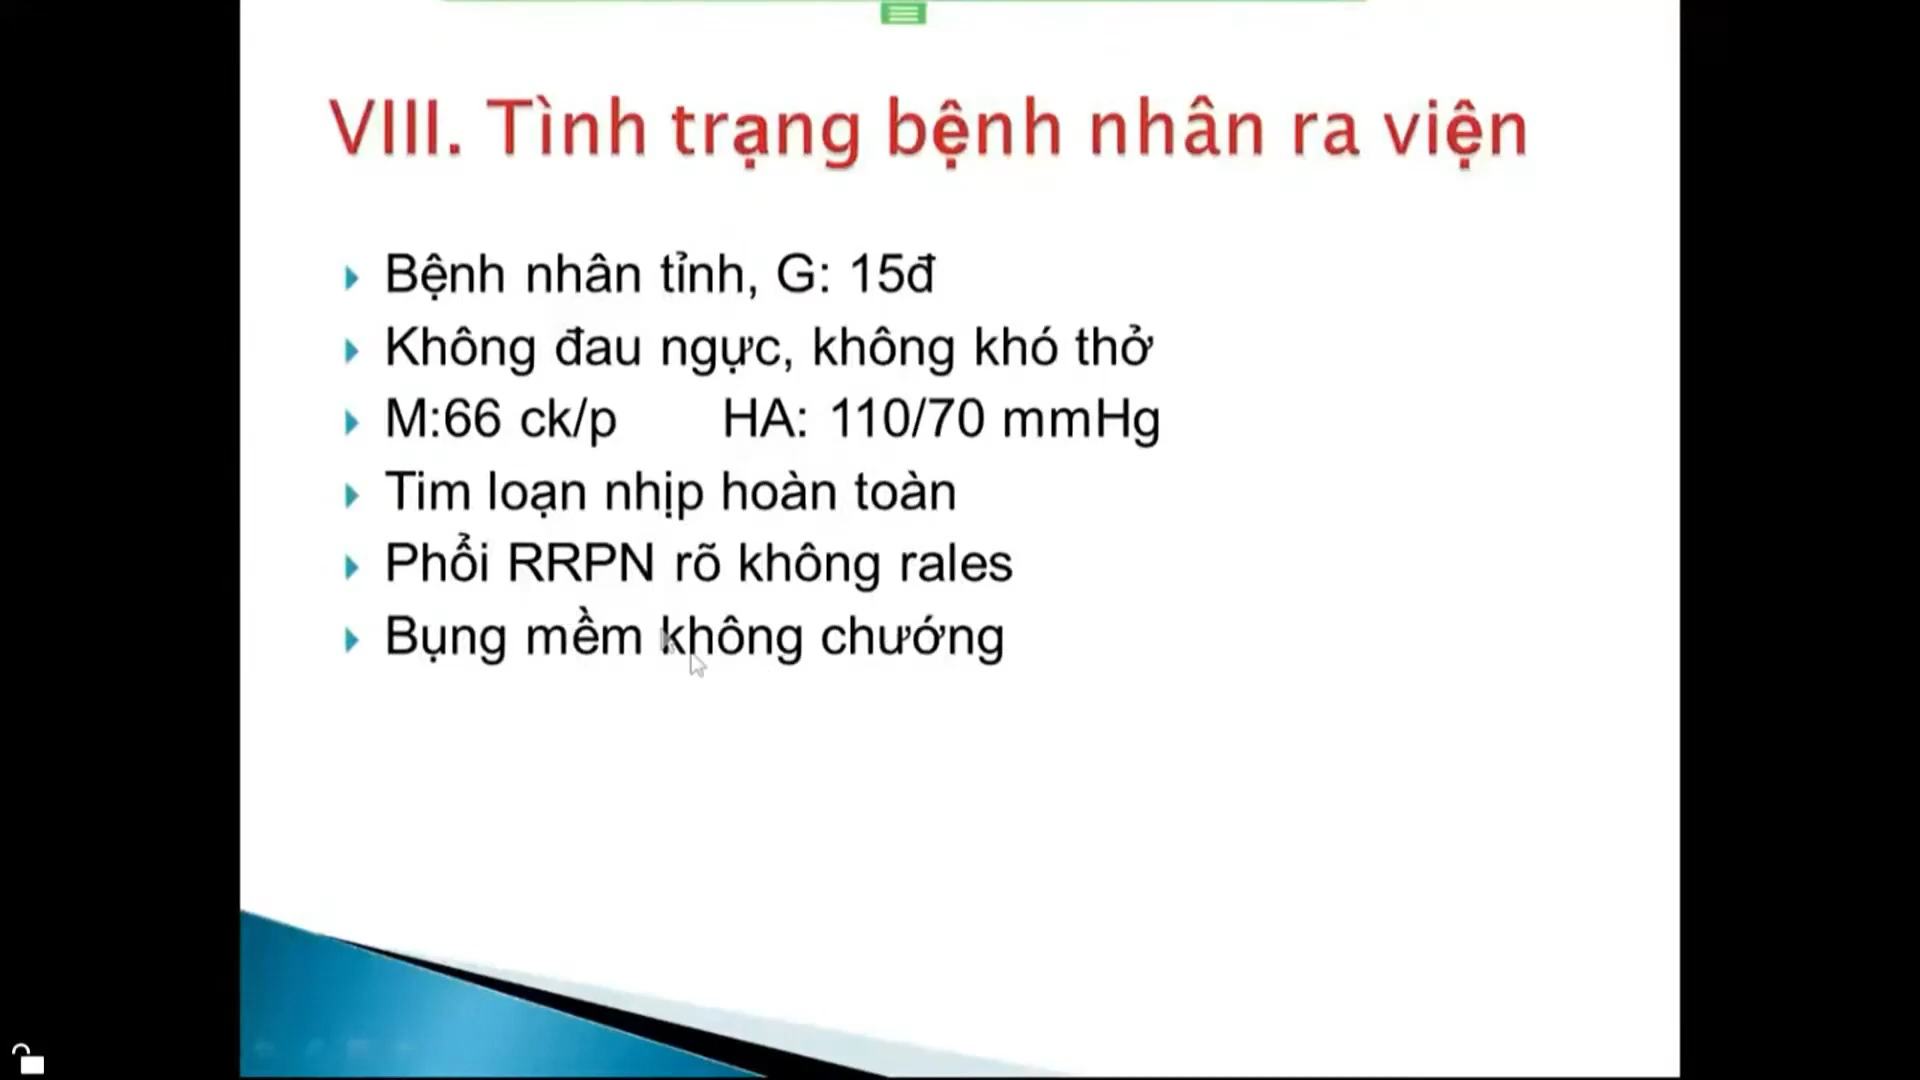 VIII. Tình trạng bệnh nhân ra viện
Bệnh nhân tỉnh, G: 15đ
Không đau ngực, không khó thở
M:66 ck/p HA: 110/70 mmHg
Tim loạn nhịp hoàn toàn
Phổi RRPN rõ không rales
Bụng mềm không chướng